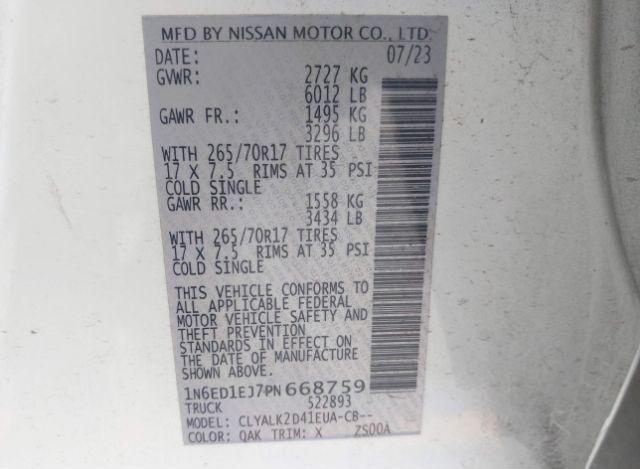 MFD BY NISSAN MOTOR CO., LTD.
DATE: 07/23
GVWR: 2727 KG
6012 LB
GAWR FR.: 1495 KG
3296 LB
WITH 265/70R17 TIRES
17 X 7.5 RIMS AT 35 PSI
COLD SINGLE
GAWR RR.: 1558 KG
3434 LB
WITH 265/70R17 TIRES
17 X 7.5 RIMS AT 35 PSI
COLD SINGLE
THIS VEHICLE CONFORMS TO
ALL APPLICABLE FEDERAL
MOTOR VEHICLE SAFETY AND
THEFT PREVENTION
STANDARDS IN EFFECT ON
THE DATE OF MANUFACTURE
SHOWN ABOVE.
1N6ED1EJ7PN668759
TRUCK 522893
MODEL: CLYALK2D41EUA-CB--
COLOR: QAK TRIM: X ZS00A